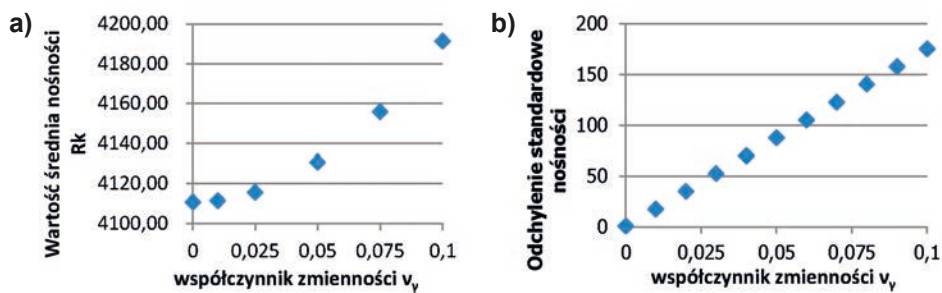 a)
Wartość średnia nośności
Rk
4200,00
4180,00
4160,00
4140,00
4120,00
4100,00
0 0,025 0,05 0,075 0,1
współczynnik zmienności νγ
b)
Odchylenie standardowe
nośności
200
150
100
50
0
0 0,025 0,05 0,075 0,1
współczynnik zmienności νγ